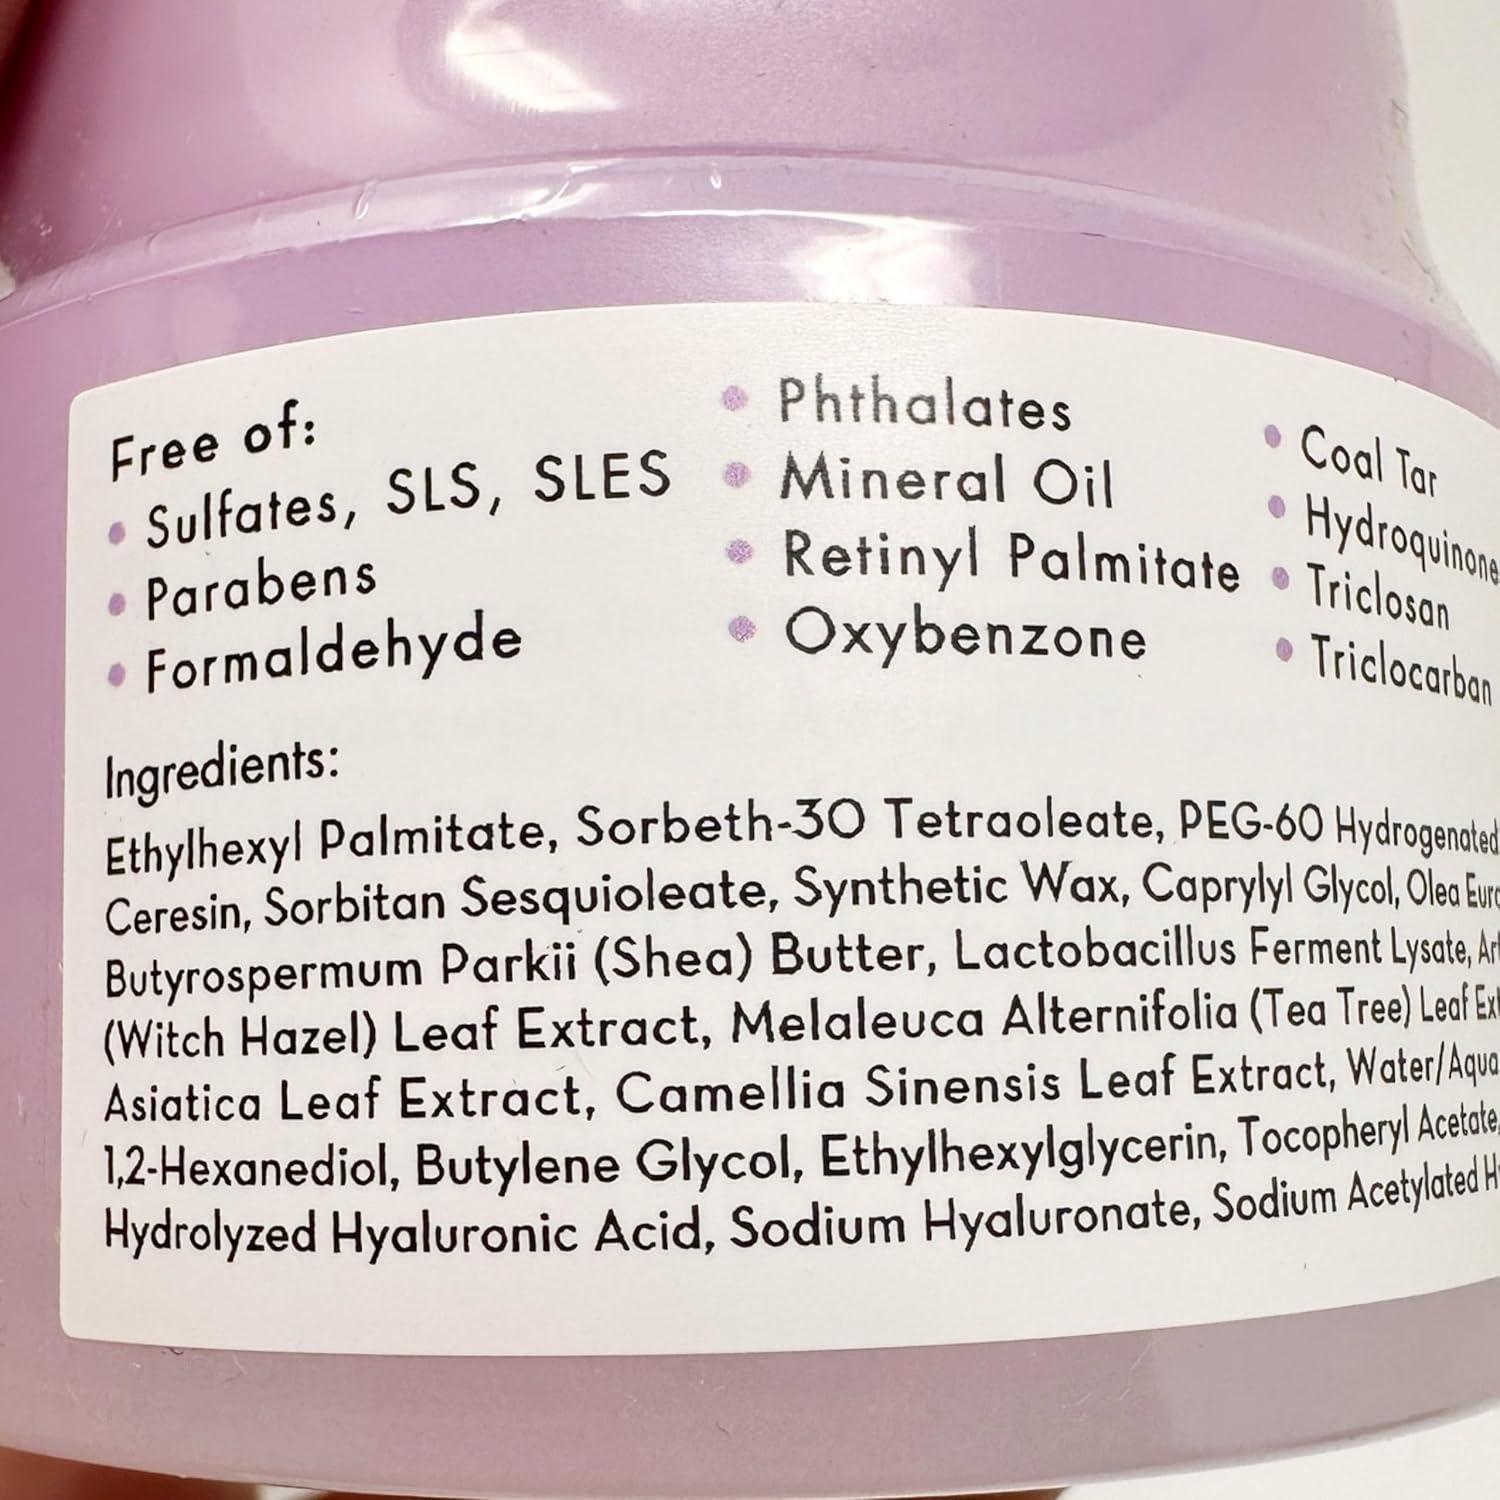 Free of:
• Sulfates, SLS, SLES
• Parabens
• Formaldehyde
• Phthalates
• Mineral Oil
• Retinyl Palmitate
• Oxybenzone
• Coal Tar
• Hydroquinone
• Triclosan
• Triclocarban
Ingredients:
Ethylhexyl Palmitate, Sorbeth-30 Tetraoleate, PEG-60 Hydrogenated
Ceresin, Sorbitan Sesquioleate, Synthetic Wax, Caprylyl Glycol, Olea
Butyrospermum Parkii (Shea) Butter, Lactobacillus Ferment Lysate,
(Witch Hazel) Leaf Extract, Melaleuca Alternifolia (Tea Tree) Leaf
Asiatica Leaf Extract, Camellia Sinensis Leaf Extract, Water/Aqua
1,2-Hexanediol, Butylene Glycol, Ethylhexylglycerin, Tocopheryl Acetate,
Hydrolyzed Hyaluronic Acid, Sodium Hyaluronate, Sodium Acetylated